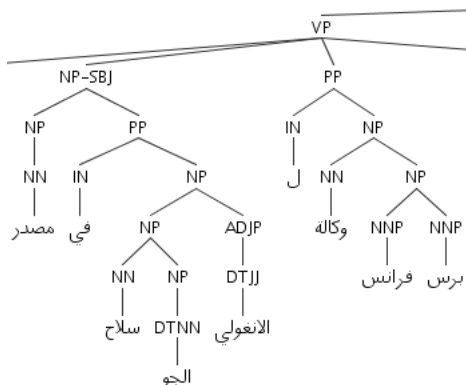 VP
NP-SBJ PP
NP PP IN NP
NN IN NP ل NN NP
مصدر في NP ADJP وكالة NNP NNP
NN NP DTJJ فرانس برس
سلاح DTNN الانغولي
الجو